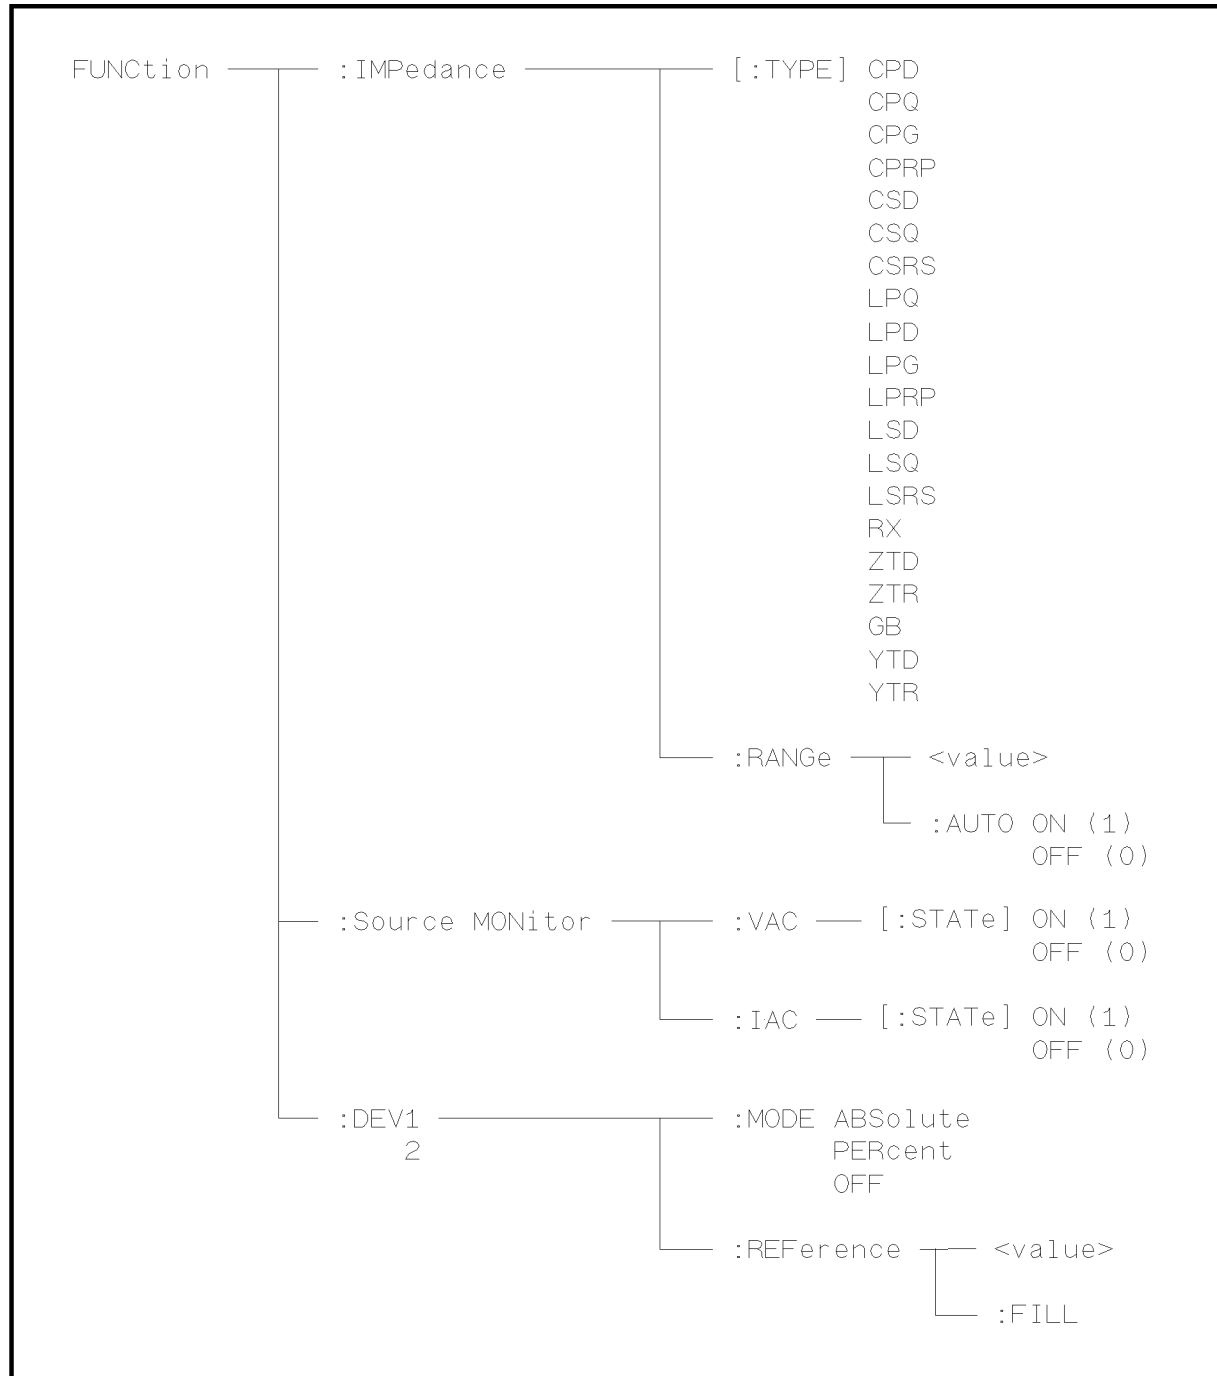 FUNCtion :IMPedance [:TYPE] CPD
CPQ
CPG
CPRP
CSD
CSQ
CSRS
LPQ
LPD
LPG
LPRP
LSD
LSQ
LSRS
RX
ZTD
ZTR
GB
YTD
YTR
:RANGe <value>
:AUTO ON (1)
OFF (0)
:Source MONitor :VAC [:STATe] ON (1)
OFF (0)
:IAC [:STATe] ON (1)
OFF (0)
:DEV1 :MODE ABSolute
2 PERcent
OFF
:REFerence <value>
:FILL